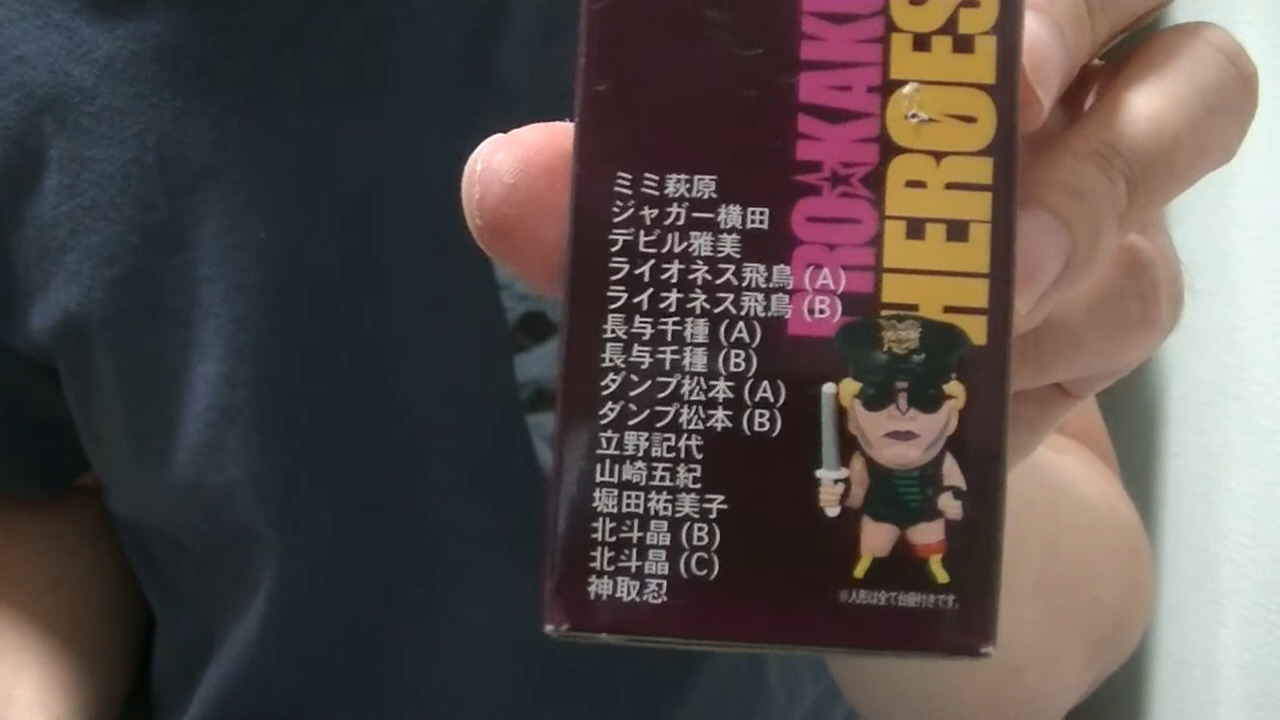 PRO☆KAKU
HEROES
ミミ萩原
ジャガー横田
デビル雅美
ライオネス飛鳥 (A)
ライオネス飛鳥 (B)
長与千種 (A)
長与千種 (B)
ダンプ松本 (A)
ダンプ松本 (B)
立野記代
山崎五紀
堀田祐美子
北斗晶 (B)
北斗晶 (C)
神取忍
※人形は全て台座付きです。